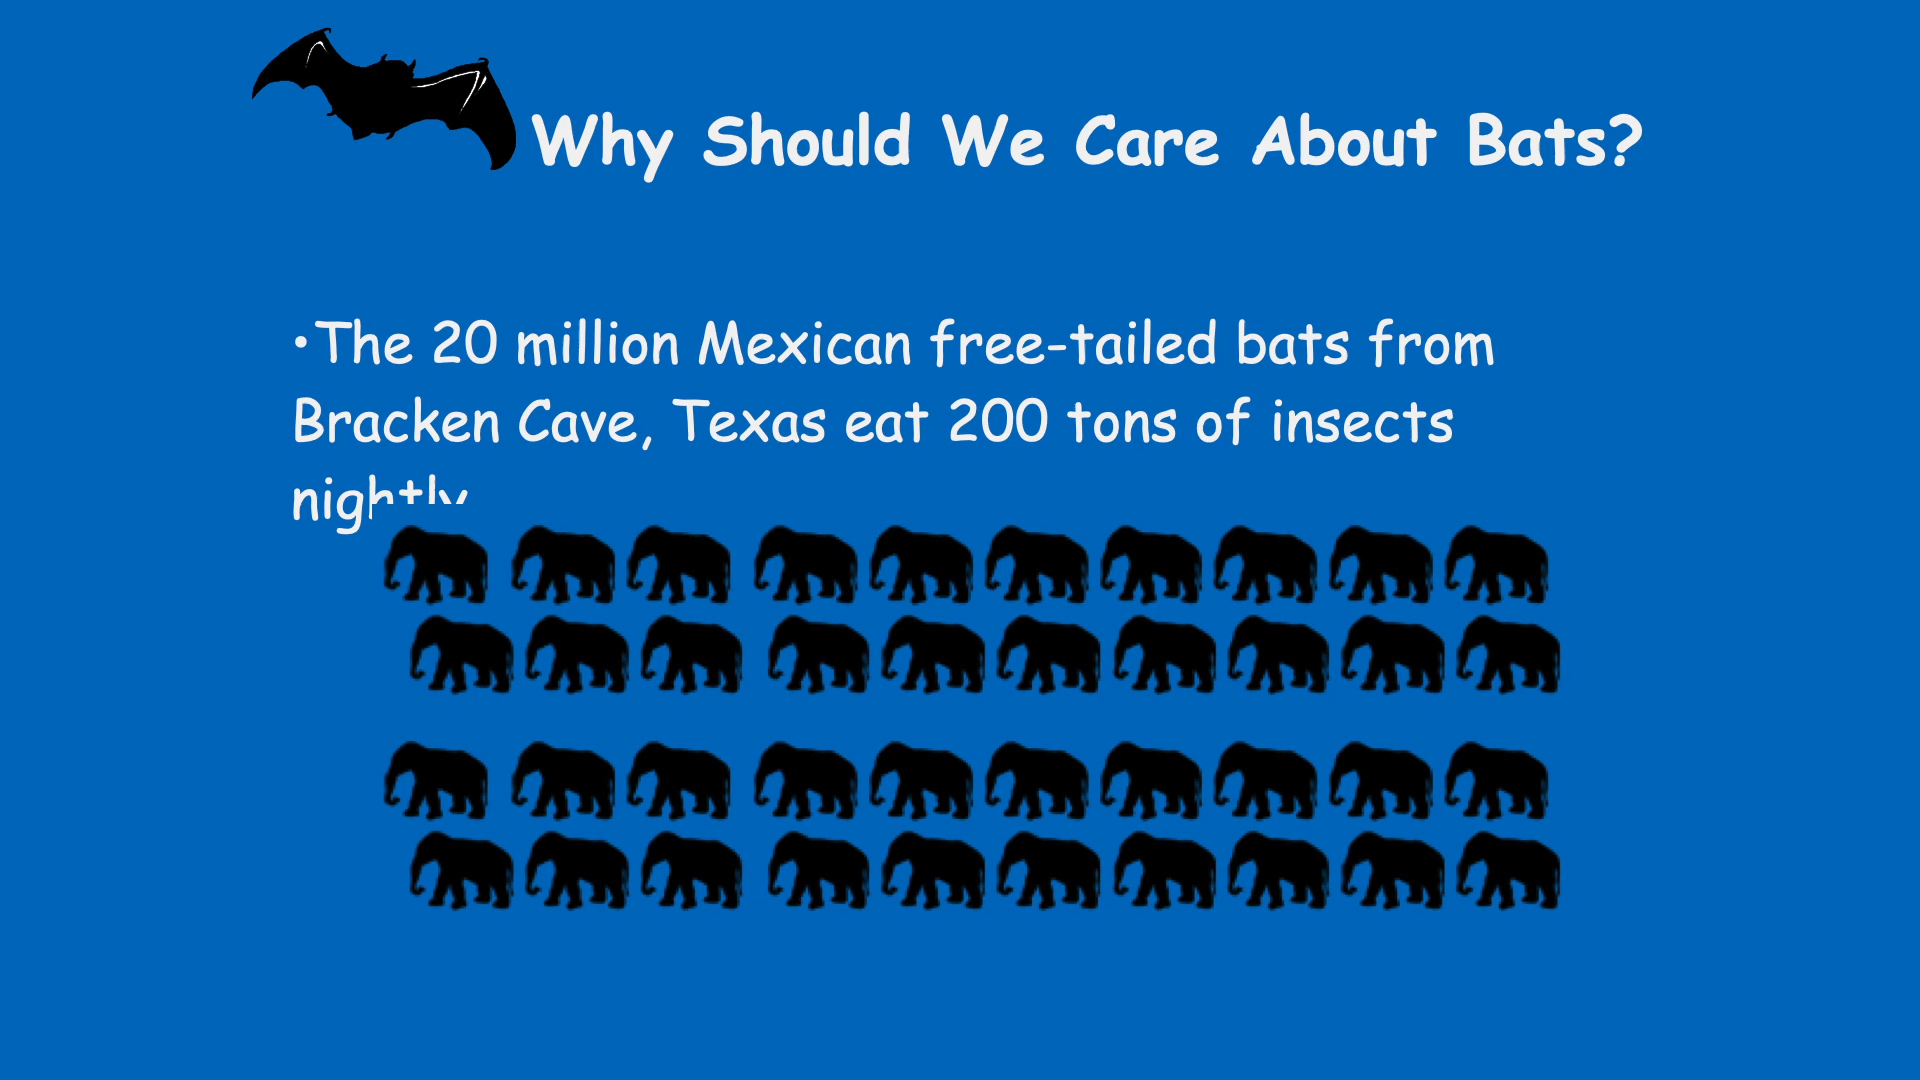 Why Should We Care About Bats?
•The 20 million Mexican free-tailed bats from
Bracken Cave, Texas eat 200 tons of insects
nightly